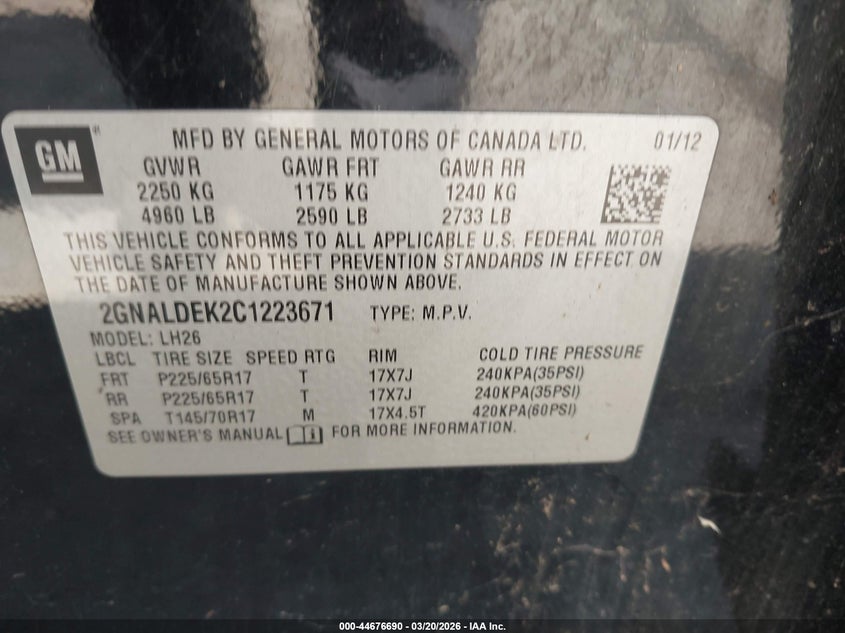 GM
MFD BY GENERAL MOTORS OF CANADA LTD. 01/12
GVWR GAWR FRT GAWR RR
2250 KG 1175 KG 1240 KG
4960 LB 2590 LB 2733 LB
THIS VEHICLE CONFORMS TO ALL APPLICABLE U.S. FEDERAL MOTOR
VEHICLE SAFETY AND THEFT PREVENTION STANDARDS IN EFFECT ON
THE DATE OF MANUFACTURE SHOWN ABOVE.
2GNALDEK2C1223671 TYPE: M.P.V.
MODEL: LH26
LBCL TIRE SIZE SPEED RTG RIM COLD TIRE PRESSURE
FRT P225/65R17 T 17X7J 240KPA(35PSI)
RR P225/65R17 T 17X7J 240KPA(35PSI)
SPA T145/70R17 M 17X4.5T 420KPA(60PSI)
SEE OWNER'S MANUAL FOR MORE INFORMATION.
000-44676690 - 03/20/2026 - IAA Inc.